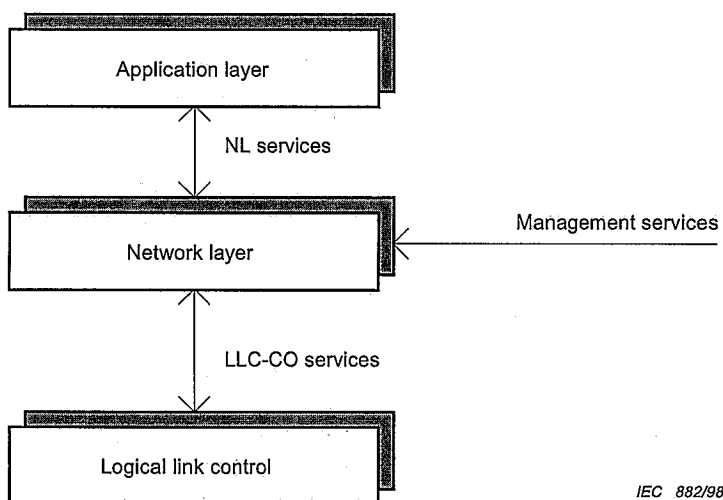 Application layer
NL services
Management services
Network layer
LLC-CO services
Logical link control
IEC 882/98